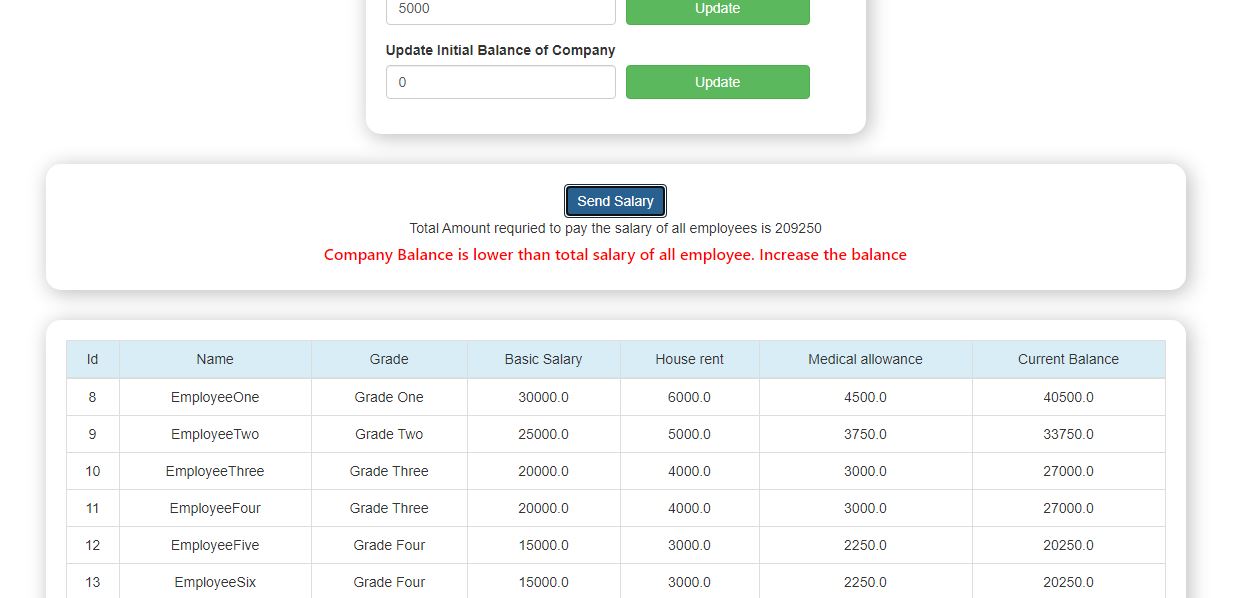 5000 Update
Update Initial Balance of Company
0 Update
Send Salary
Total Amount requried to pay the salary of all employees is 209250
Company Balance is lower than total salary of all employee. Increase the balance
Id Name Grade Basic Salary House rent Medical allowance Current Balance
8 EmployeeOne Grade One 30000.0 6000.0 4500.0 40500.0
9 EmployeeTwo Grade Two 25000.0 5000.0 3750.0 33750.0
10 EmployeeThree Grade Three 20000.0 4000.0 3000.0 27000.0
11 EmployeeFour Grade Three 20000.0 4000.0 3000.0 27000.0
12 EmployeeFive Grade Four 15000.0 3000.0 2250.0 20250.0
13 EmployeeSix Grade Four 15000.0 3000.0 2250.0 20250.0